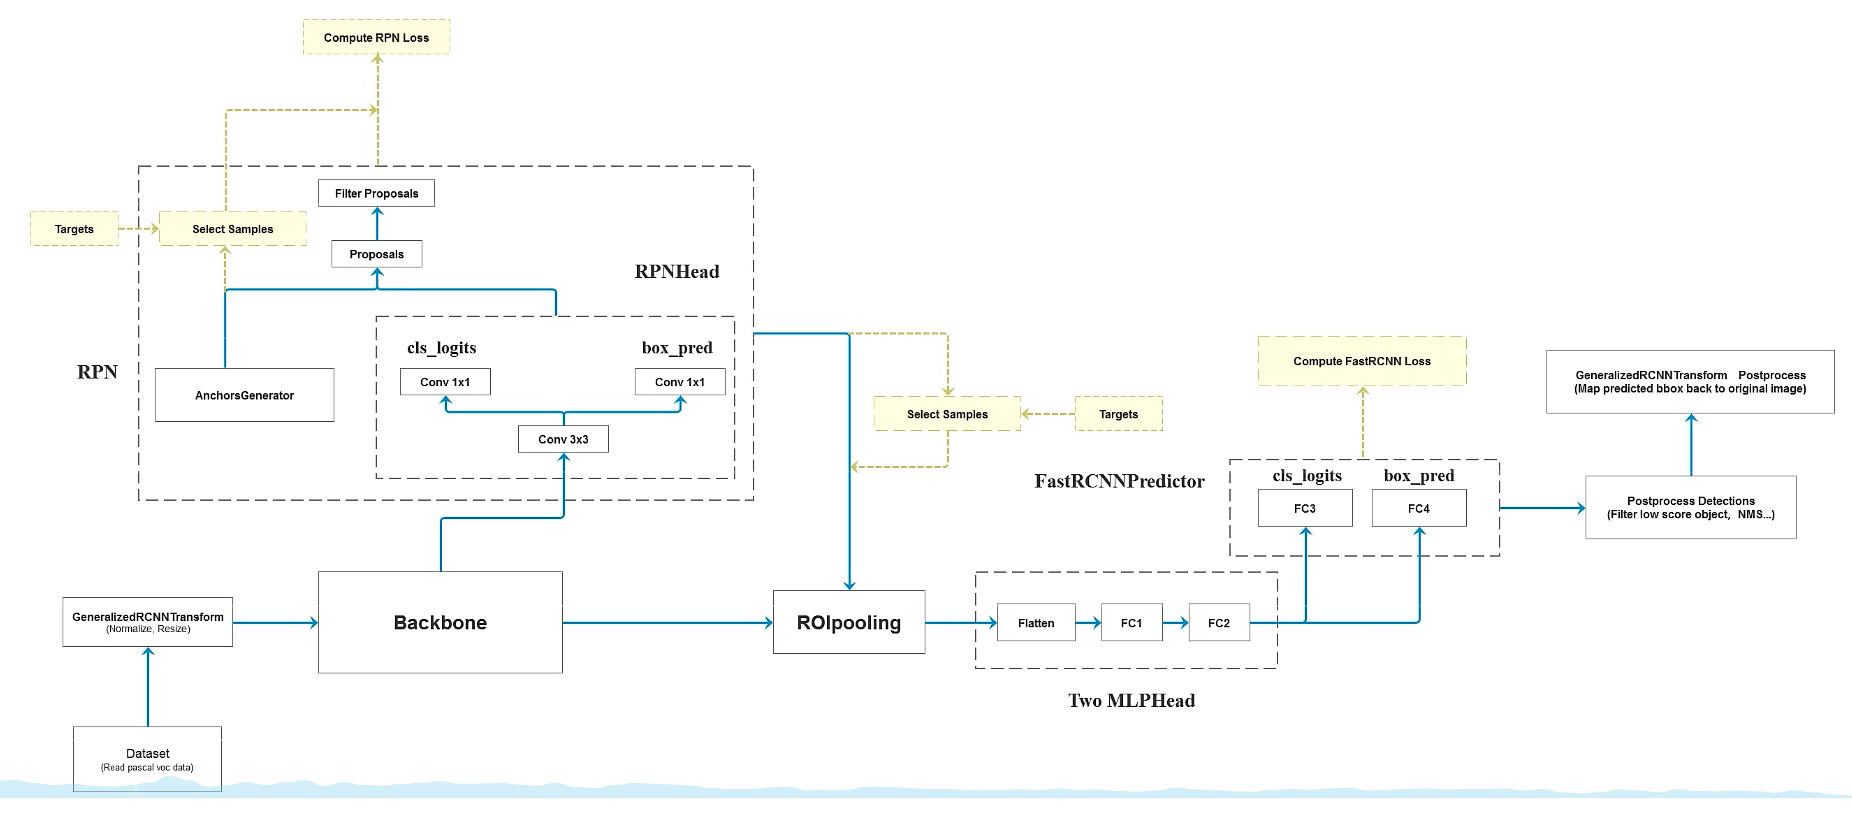 Compute RPN Loss
Filter Proposals
Targets
Select Samples
Proposals
RPNHead
RPN
cls_logits
box_pred
AnchorsGenerator
Conv 1x1
Conv 1x1
Conv 3x3
Select Samples
Targets
Compute FastRCNN Loss
GeneralizedRCNNTransform Postprocess
(Map predicted bbox back to original image)
FastRCNNPredictor
cls_logits
box_pred
FC3
FC4
Postprocess Detections
(Filter low score object, NMS...)
GeneralizedRCNNTransform
(Normalize, Resize)
Backbone
ROIpooling
Flatten
FC1
FC2
Two MLPHead
Dataset
(Read pascal voc data)